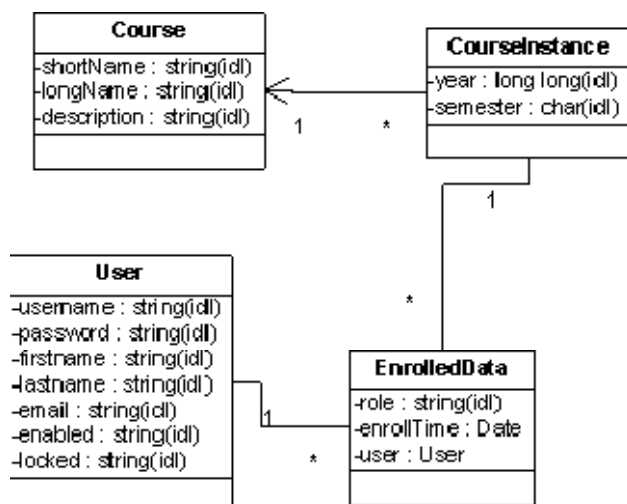 Course
-shortName : string(idl)
-longName : string(idl)
-description : string(idl)
CourseInstance
-year : long long(idl)
-semester : char(idl)
1
*
1
*
User
-username : string(idl)
-password : string(idl)
-firstname : string(idl)
-lastname : string(idl)
-email : string(idl)
-enabled : string(idl)
-locked : string(idl)
1
*
EnrolledData
-role : string(idl)
-enrollTime : Date
-user : User